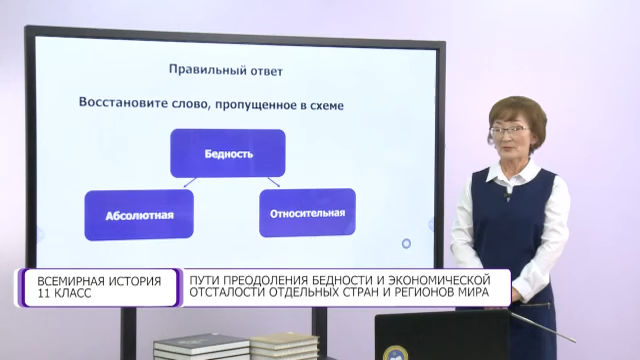 Правильный ответ
Восстановите слово, пропущенное в схеме
Бедность
Абсолютная
Относительная
ВСЕМИРНАЯ ИСТОРИЯ
11 КЛАСС
ПУТИ ПРЕОДОЛЕНИЯ БЕДНОСТИ И ЭКОНОМИЧЕСКОЙ
ОТСТАЛОСТИ ОТДЕЛЬНЫХ СТРАН И РЕГИОНОВ МИРА